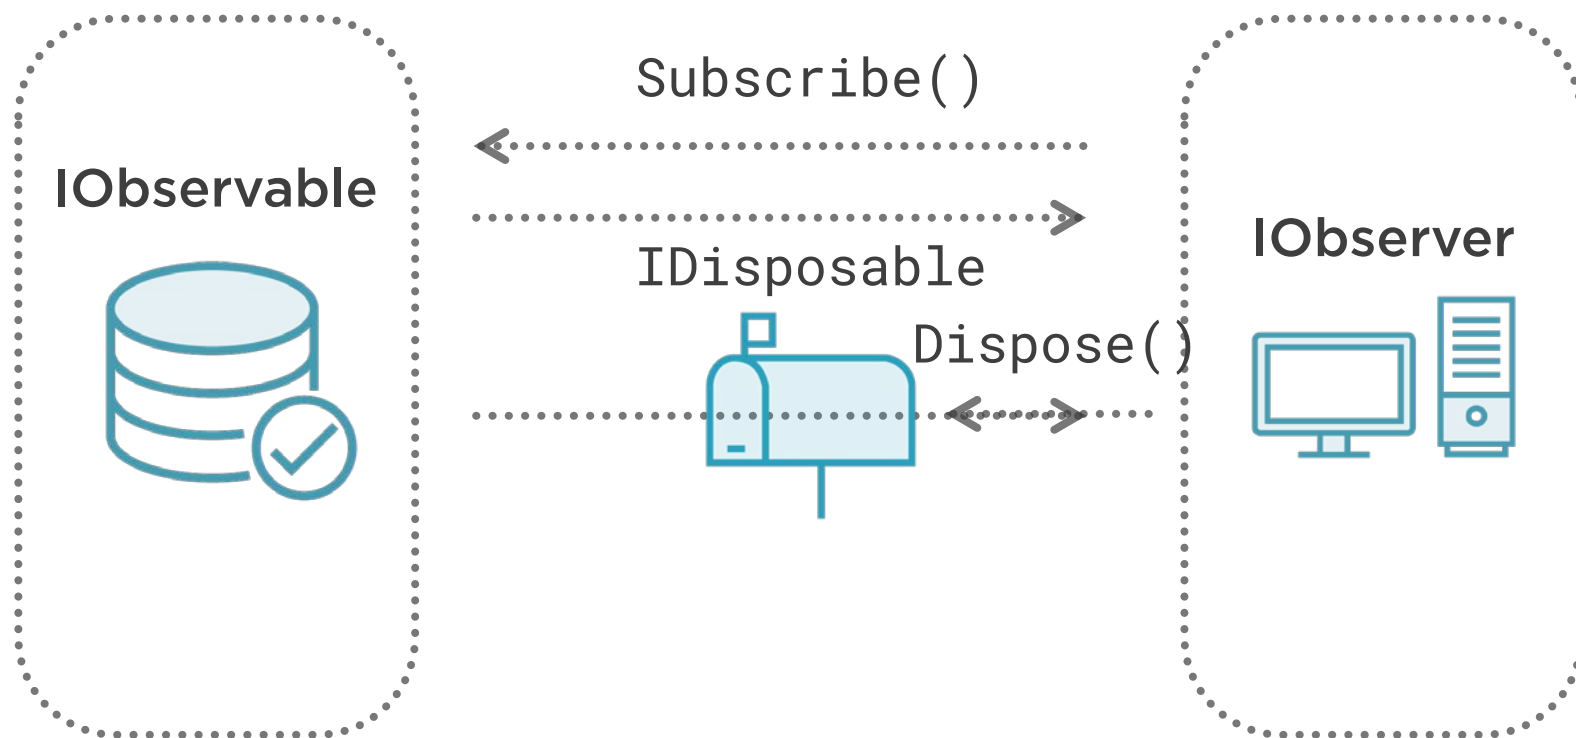 Subscribe()
IObservable
IObserver
IDisposable
Dispose()